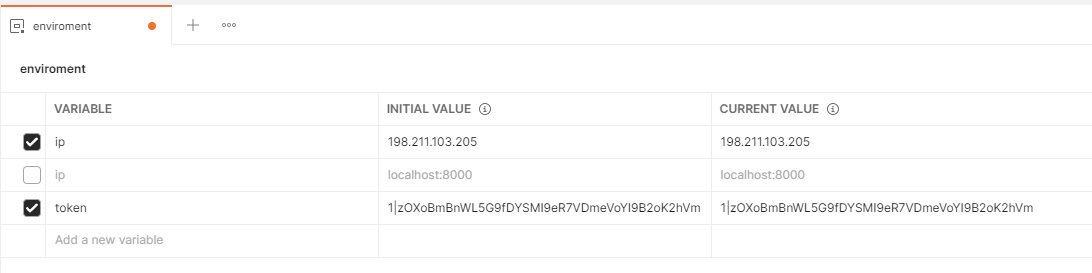 enviroment
enviroment
VARIABLE INITIAL VALUE CURRENT VALUE
ip 198.211.103.205 198.211.103.205
ip localhost:8000 localhost:8000
token 1|zOXoBmBnWL5G9fDYSMI9eR7VDmeVoYI9B2oK2hVm 1|zOXoBmBnWL5G9fDYSMI9eR7VDmeVoYI9B2oK2hVm
Add a new variable